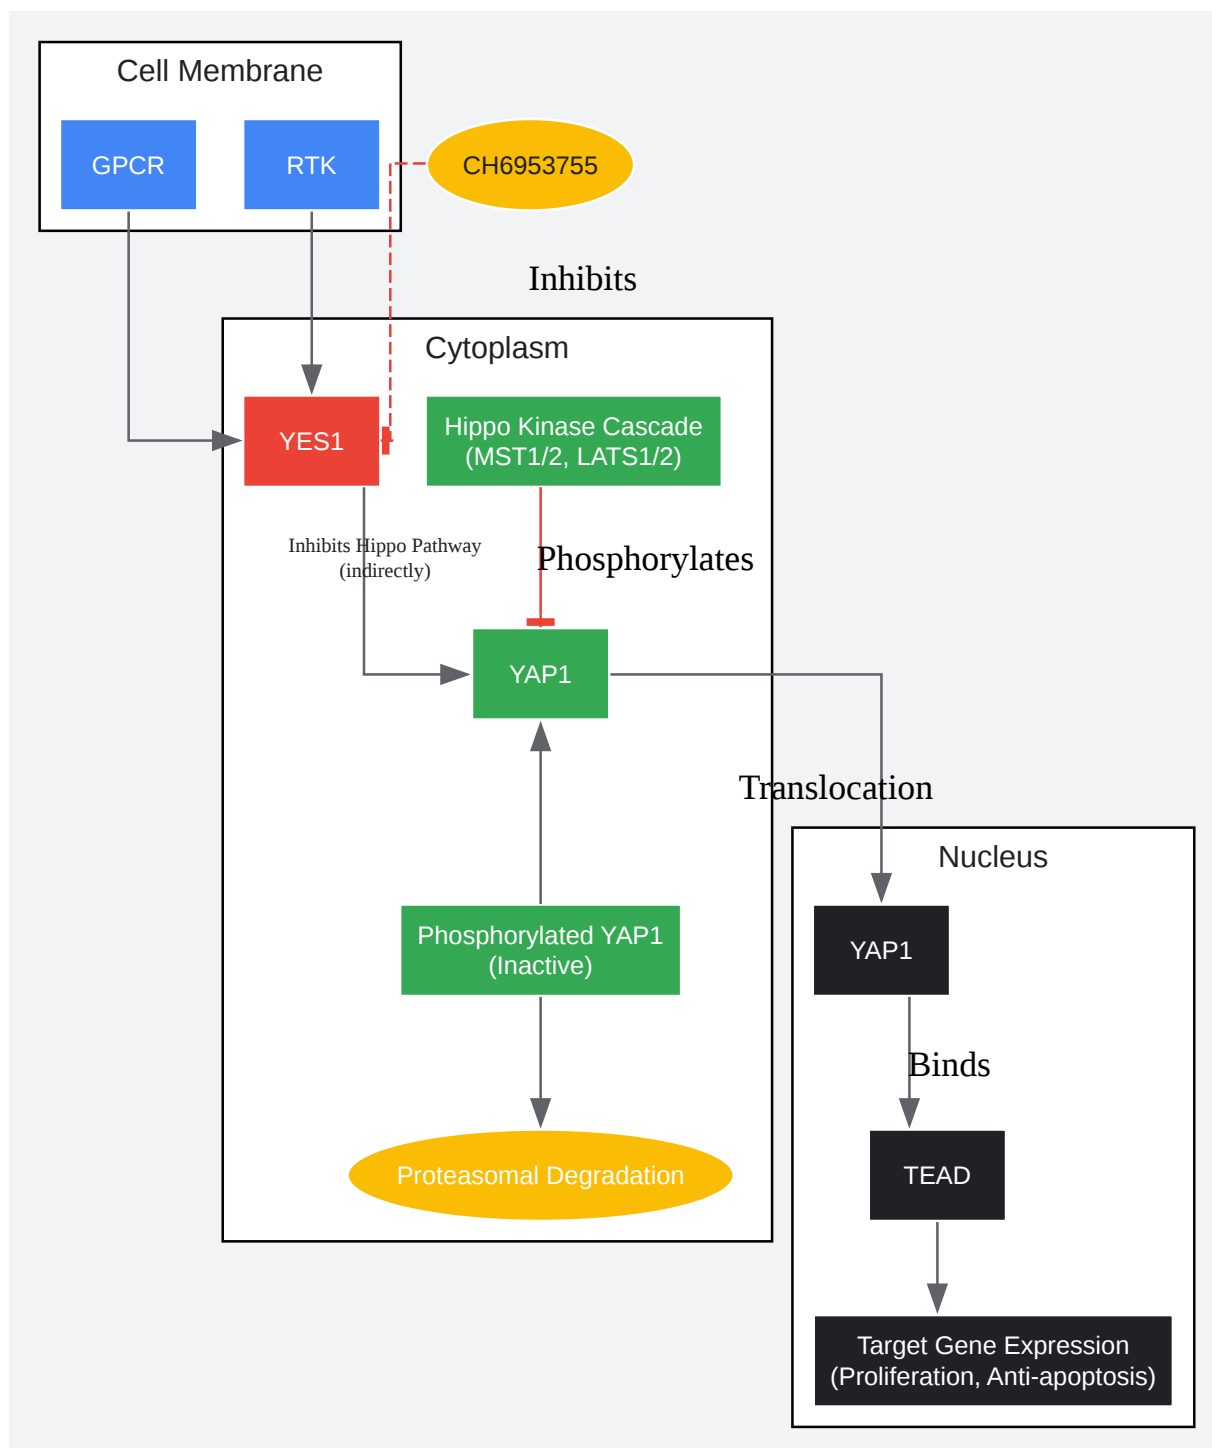 Cell Membrane
GPCR
RTK
CH6953755
Inhibits
Cytoplasm
YES1
Hippo Kinase Cascade
(MST1/2, LATS1/2)
Inhibits Hippo Pathway
(indirectly)
Phosphorylates
YAP1
Translocation
Nucleus
Phosphorylated YAP1
(Inactive)
YAP1
Binds
Proteasomal Degradation
TEAD
Target Gene Expression
(Proliferation, Anti-apoptosis)